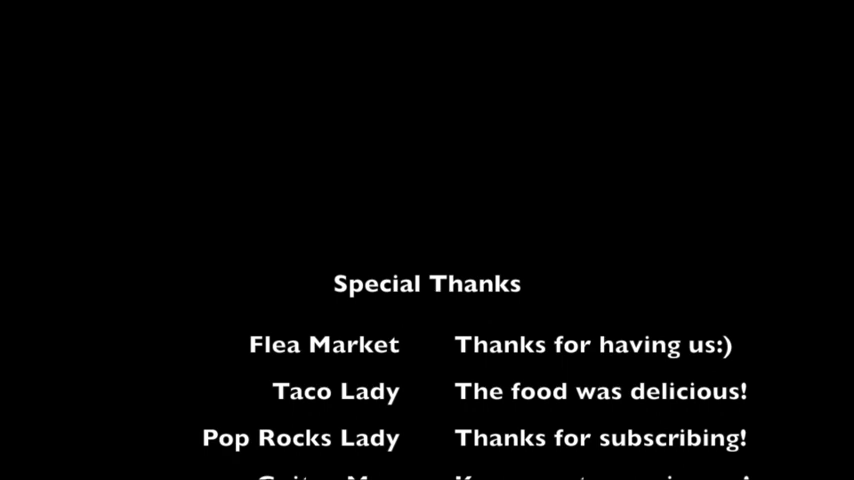 Special Thanks
Flea Market Thanks for having us:)
Taco Lady The food was delicious!
Pop Rocks Lady Thanks for subscribing!